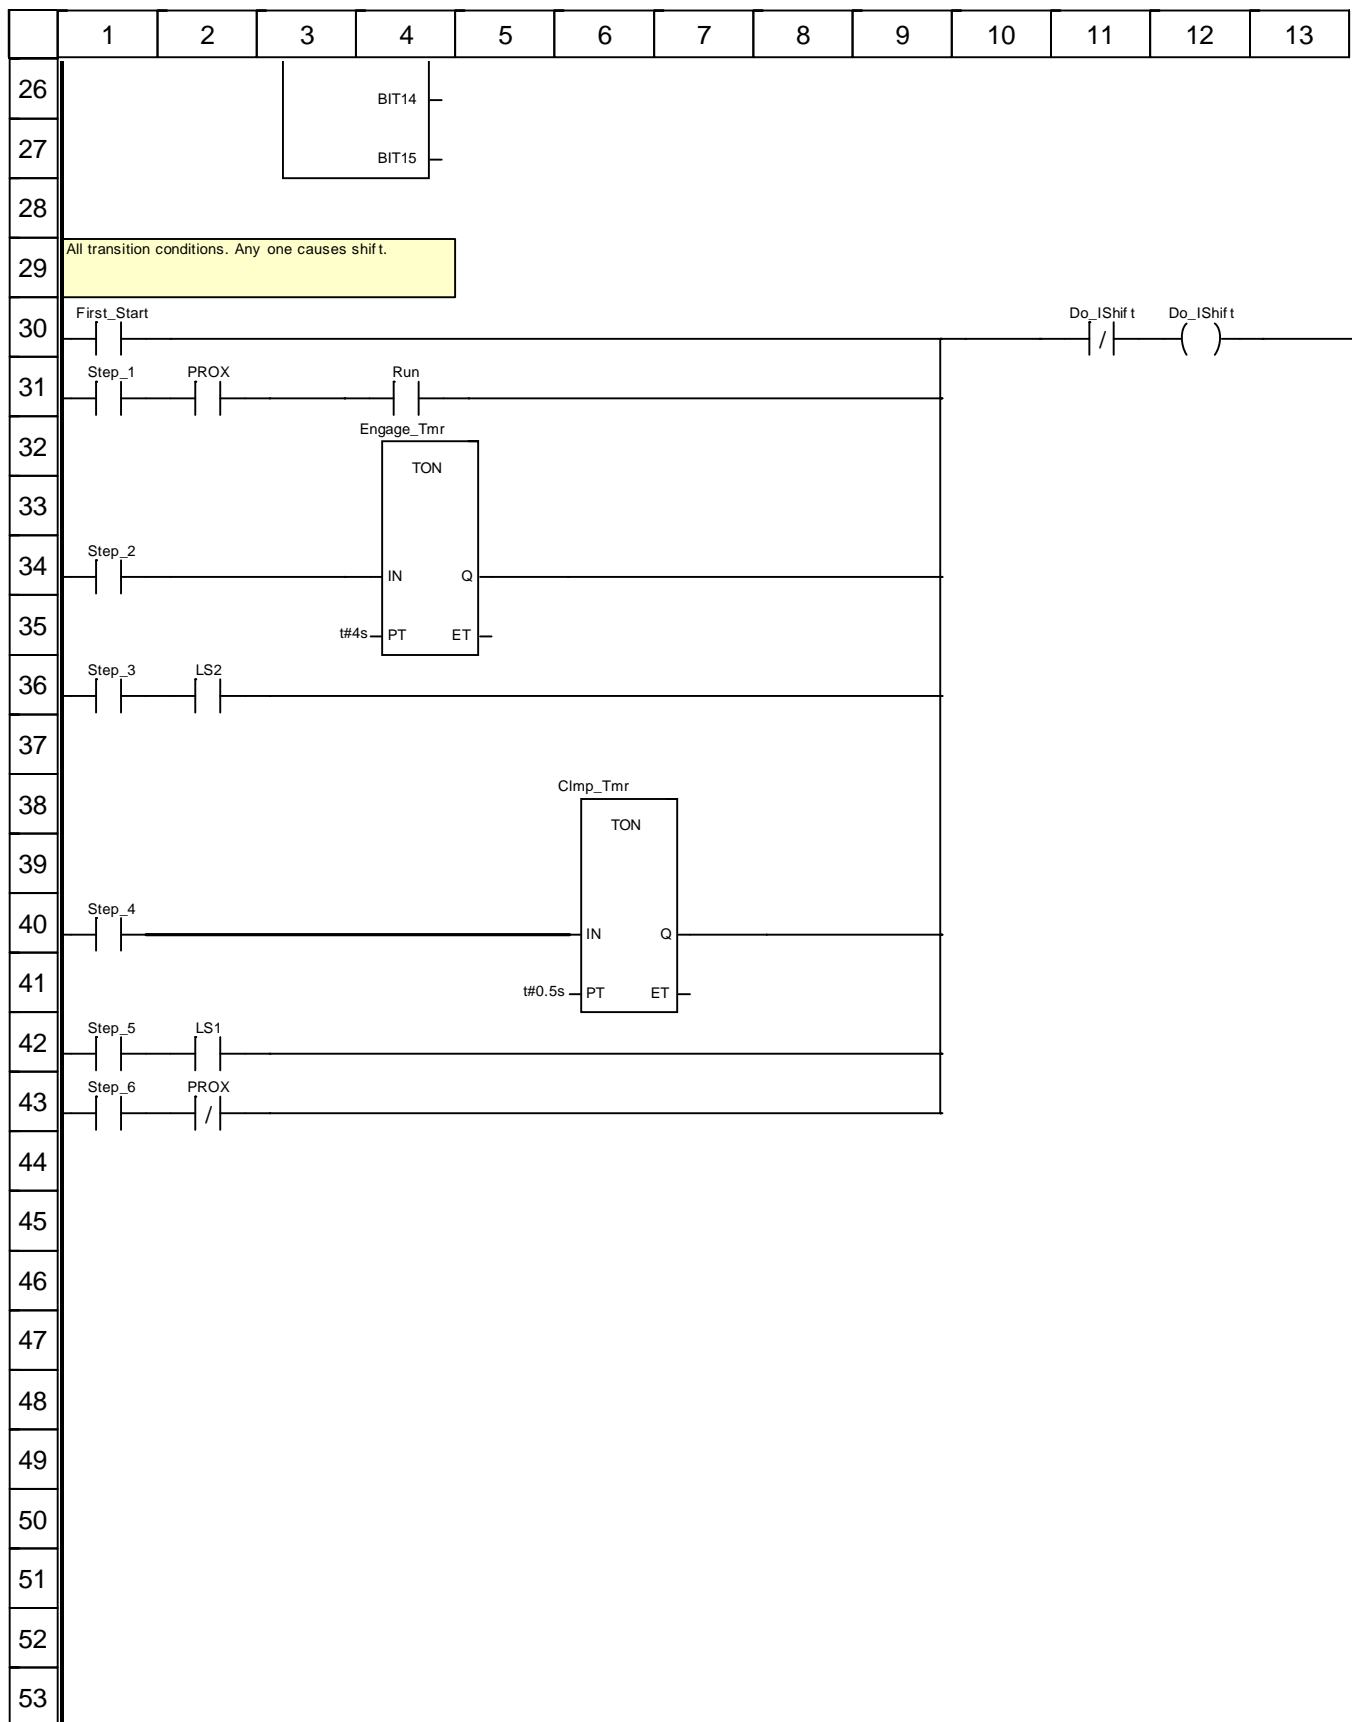 1 2 3 4 5 6 7 8 9 10 11 12 13
26 BIT14
27 BIT15
28
29 All transition conditions. Any one causes shift.
First_Start Do_IShift Do_IShift
30 /
Step_1 PROX Run
31
Engage_Tmr
32 TON
33
Step_2
34 IN Q
35 t#4s PT ET
Step_3 LS2
36
37
Clmp_Tmr
38 TON
39
Step_4
40 IN Q
41 t#0.5s PT ET
Step_5 LS1
42
Step_6 PROX
43 /
44
45
46
47
48
49
50
51
52
53